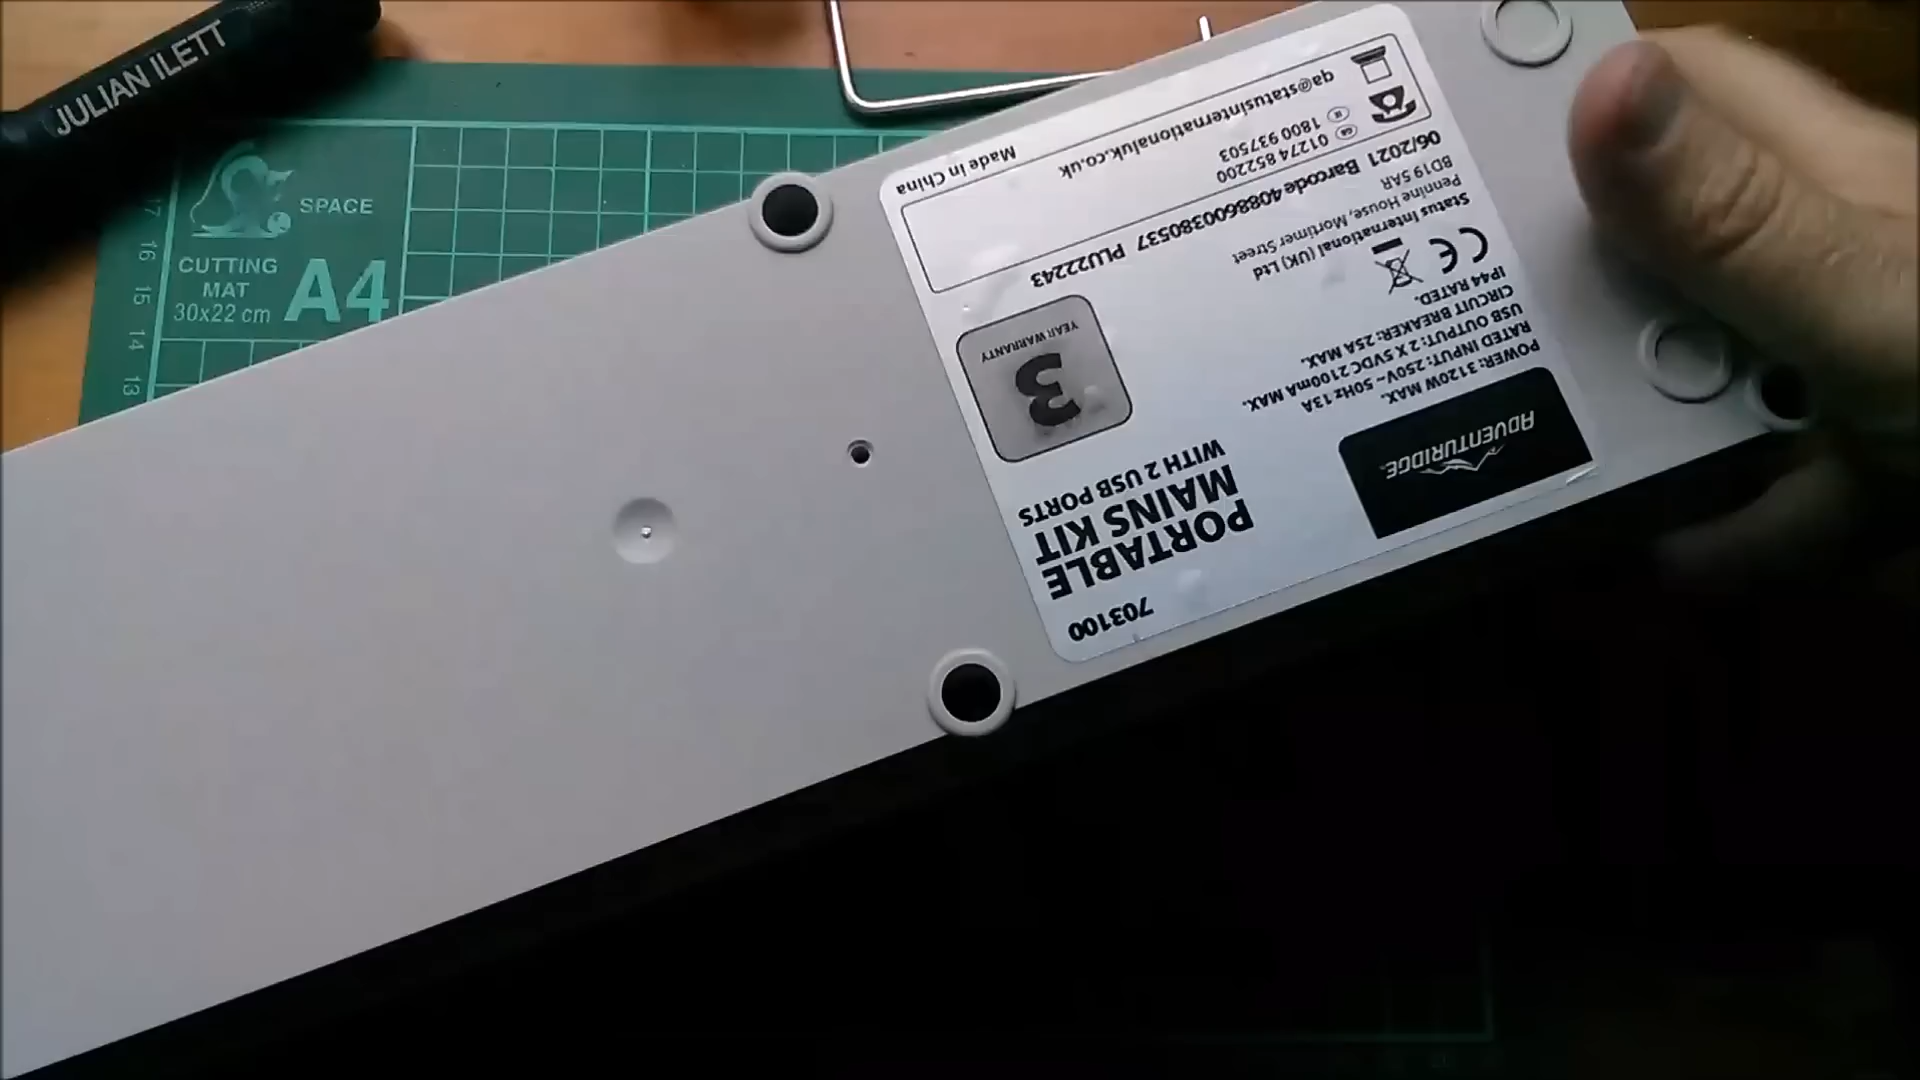 JULIAN ILETT
17
16
15
14
13
SPACE
CUTTING
MAT
30x22 cm
A4
703100
PORTABLE
MAINS KIT
WITH 2 USB PORTS
ADVENTURIDGE
POWER: 3120W MAX.
RATED INPUT: 250V~ 50Hz 13A
USB OUTPUT: 2 X 5VDC 2100mA MAX.
CIRCUIT BREAKER: 25A MAX.
IP44 RATED.
CE
3
YEAR WARRANTY
Status International (UK) Ltd
Pennine House, Mortimer Street
BD19 5AR
06/2021 Barcode 4088600380537 PLU22243
GB 01274 852200
IE 1800 937503
qa@statusinternationaluk.co.uk
Made in China